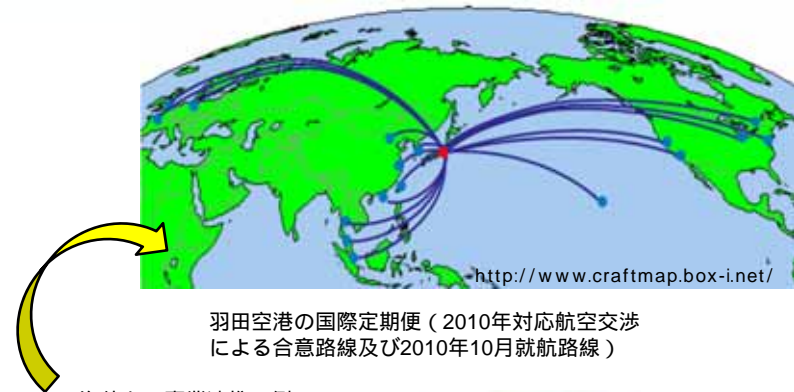 http://www.craftmap.box-i.net/
羽田空港の国際定期便（2010年対応航空交渉
による合意路線及び2010年10月就航路線）